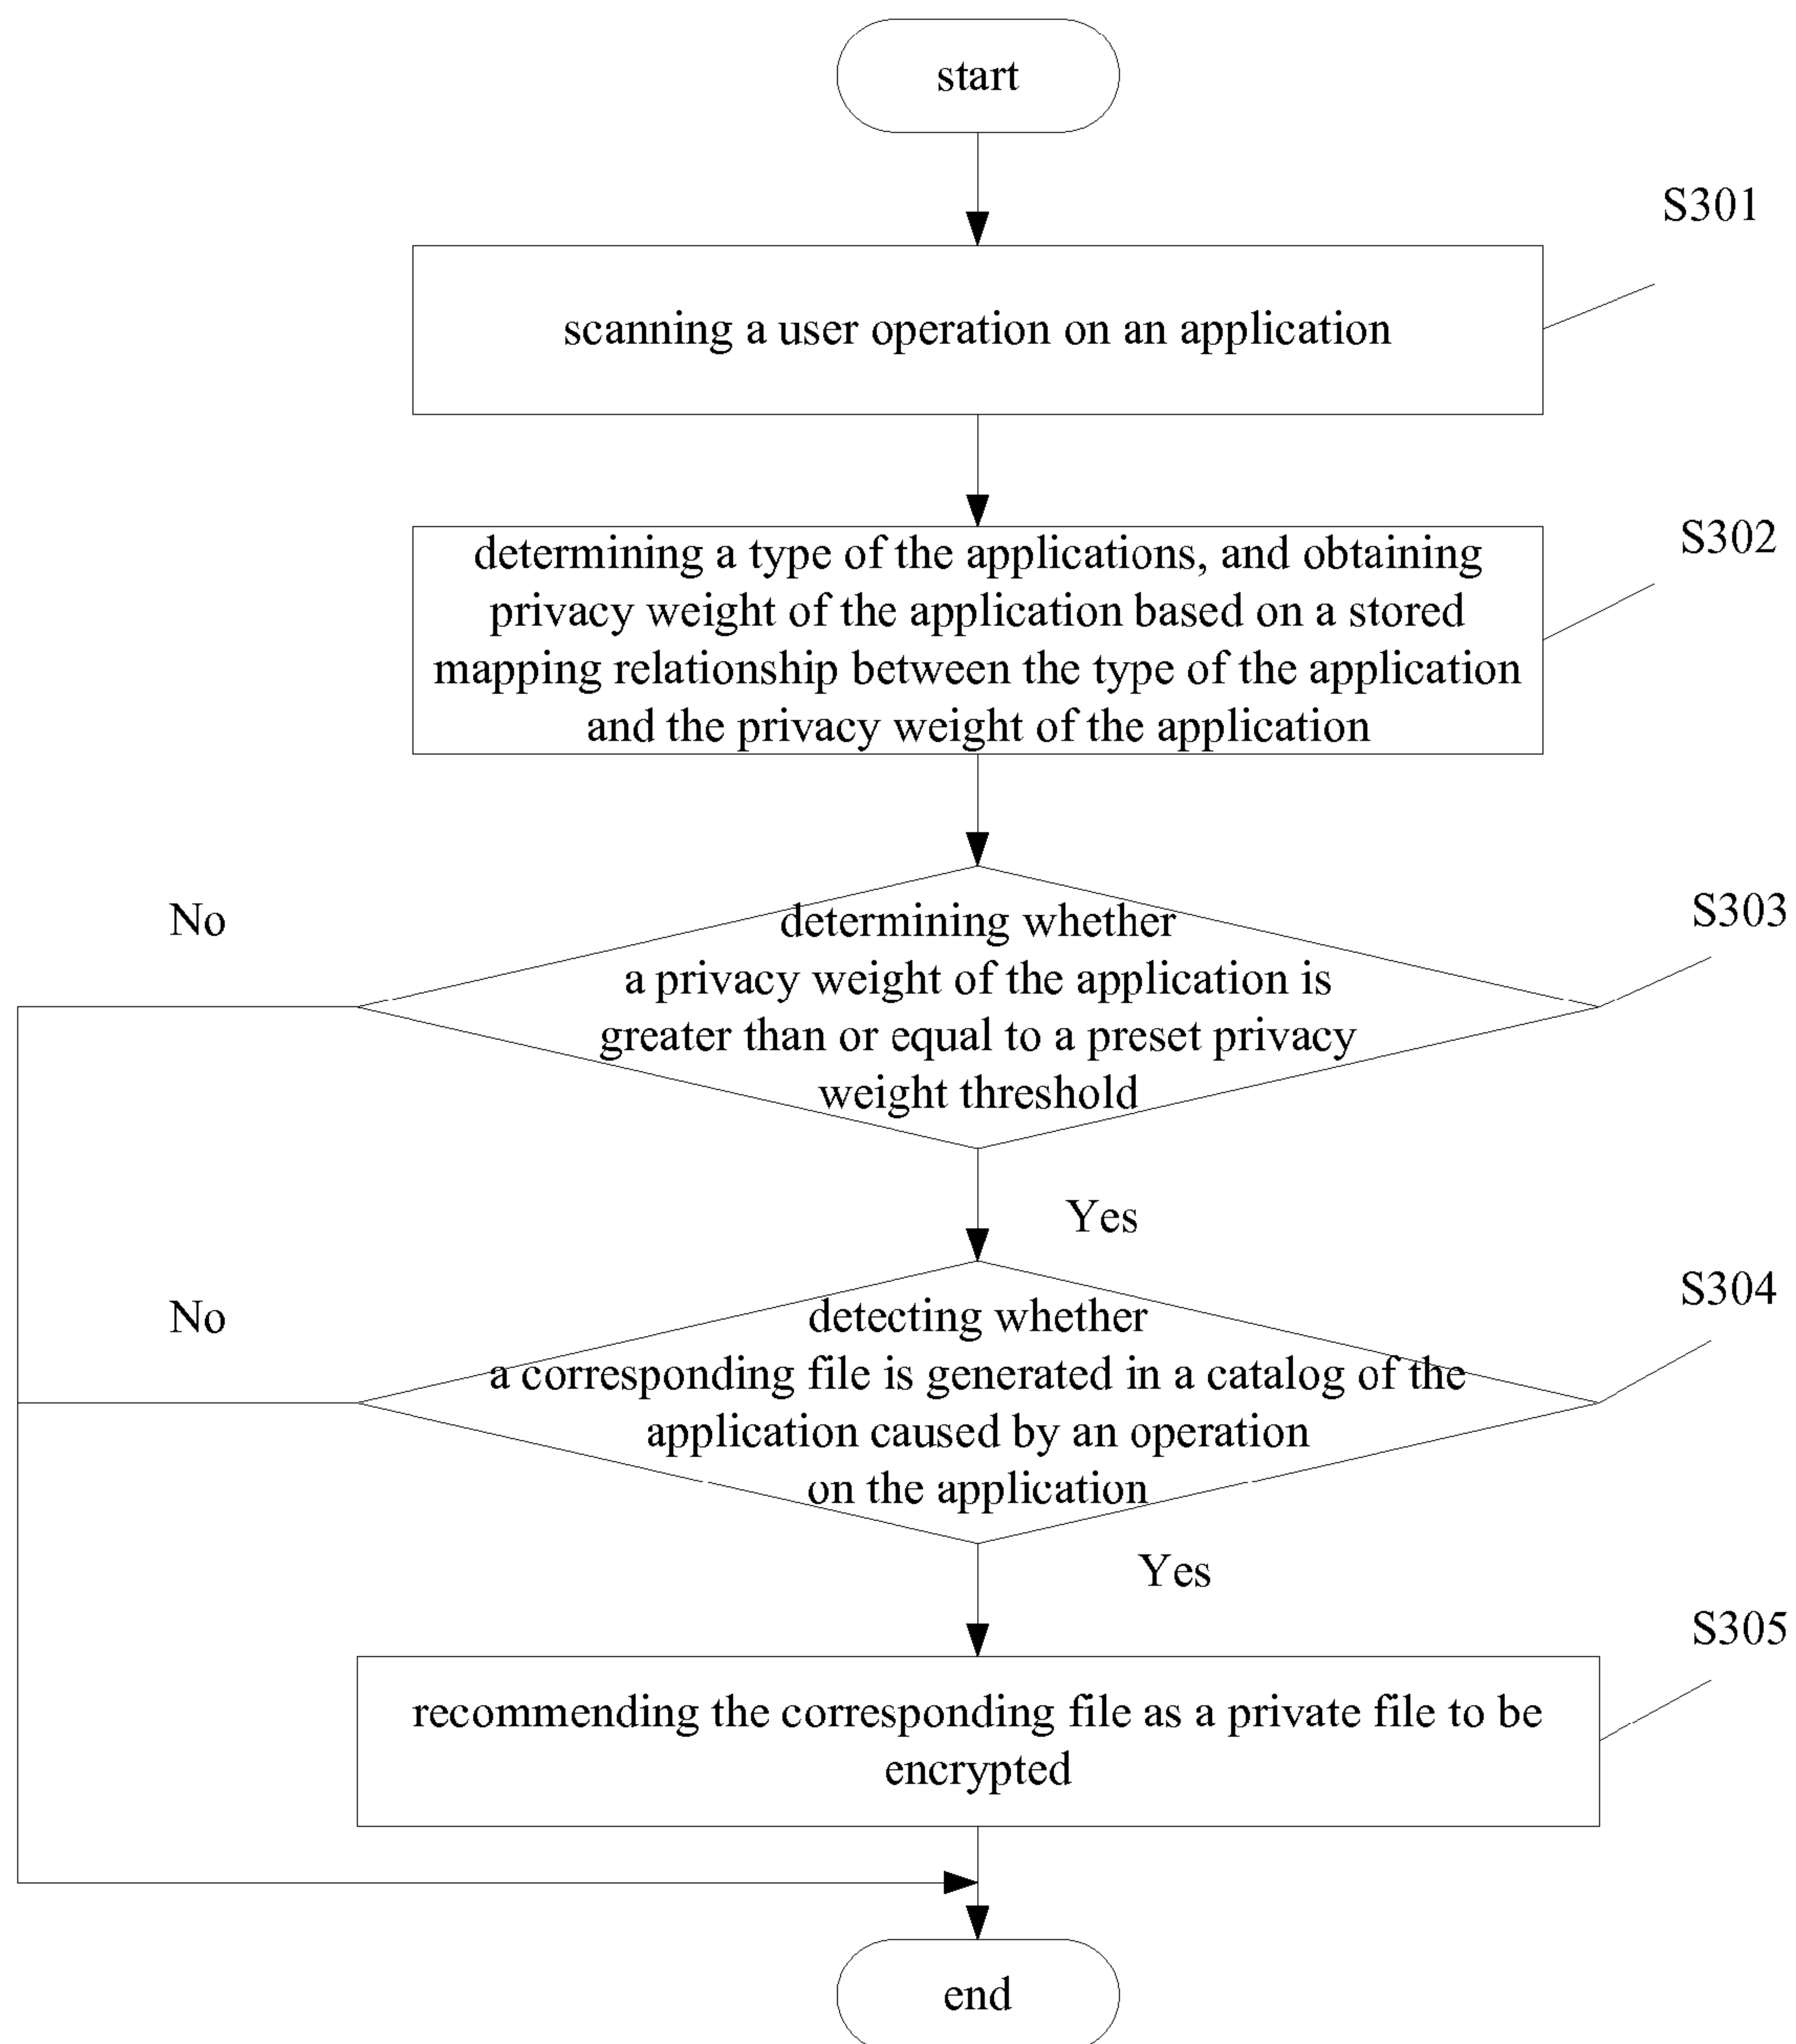 start
S301
scanning a user operation on an application
S302
determining a type of the applications, and obtaining
privacy weight of the application based on a stored
mapping relationship between the type of the application
and the privacy weight of the application
No
S303
determining whether
a privacy weight of the application is
greater than or equal to a preset privacy
weight threshold
Yes
S304
No
detecting whether
a corresponding file is generated in a catalog of the
application caused by an operation
on the application
Yes
S305
recommending the corresponding file as a private file to be
encrypted
end